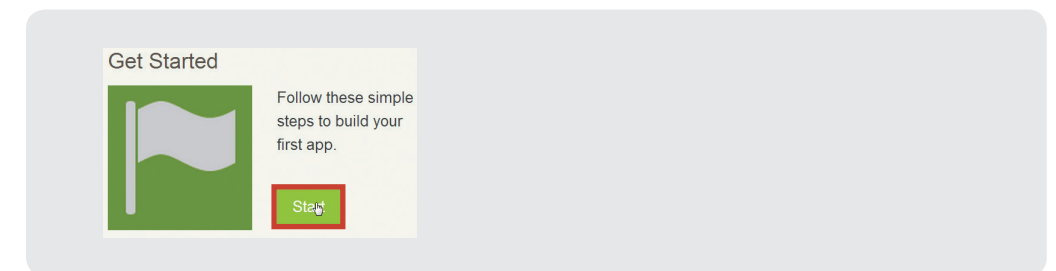 Get Started
Follow these simple
steps to build your
first app.
Start